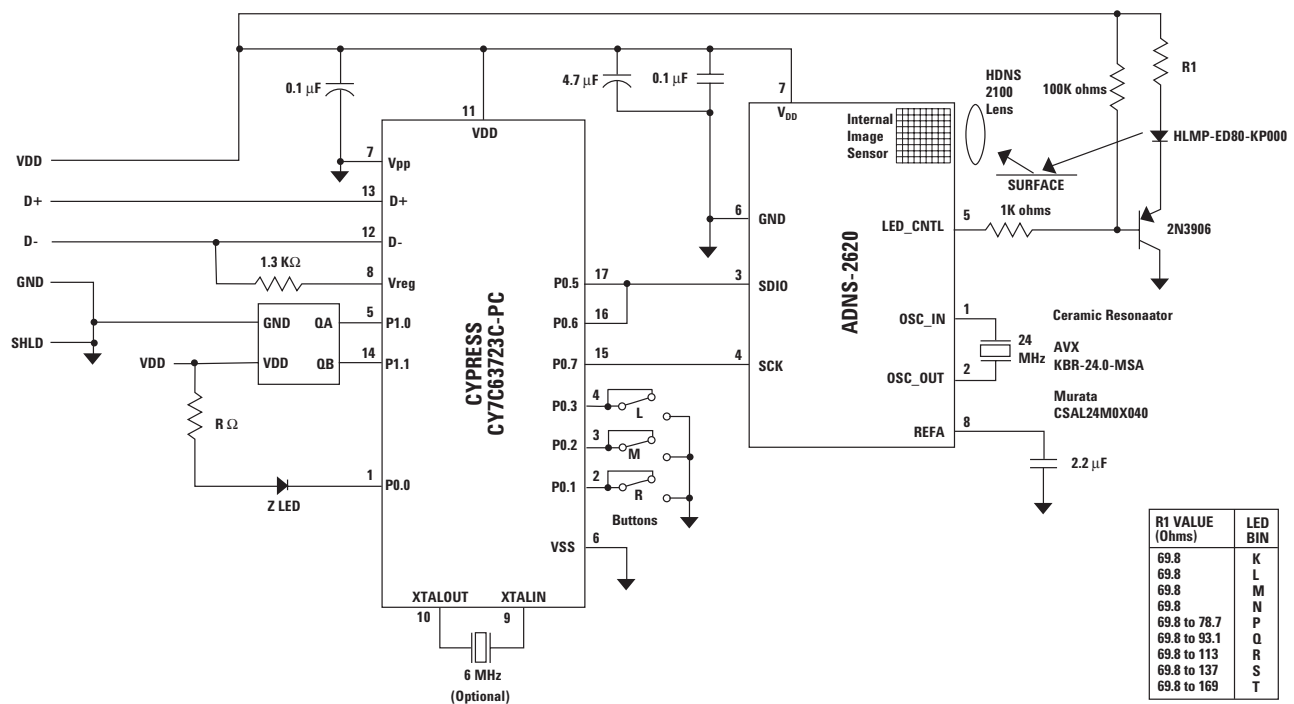 VDD
D+
D-
GND
SHLD
0.1 µF
4.7 µF
0.1 µF
11
VDD
7
Vpp
13
D+
12
D-
1.3 KΩ
8
Vreg
GND
QA
5
P1.0
VDD
VDD
QB
14
P1.1
R Ω
Z LED
1
P0.0
CYPRESS
CY7C63723C-PC
P0.5
17
P0.6
16
P0.7
15
P0.3
4
L
P0.2
3
M
P0.1
2
R
Buttons
VSS
6
XTALOUT
XTALIN
10
9
6 MHz
(Optional)
7
VDD
Internal
Image
Sensor
HDNS
2100
Lens
100K ohms
R1
HLMP-ED80-KP000
SURFACE
6
GND
LED_CNTL
5
1K ohms
2N3906
3
SDIO
ADNS-2620
OSC_IN
1
4
SCK
OSC_OUT
2
24
MHz
Ceramic Resonaator
AVX
KBR-24.0-MSA
Murata
CSAL24M0X040
REFA
8
2.2 µF
R1 VALUE LED
(Ohms) BIN
69.8 K
69.8 L
69.8 M
69.8 N
69.8 to 78.7 P
69.8 to 93.1 Q
69.8 to 113 R
69.8 to 137 S
69.8 to 169 T